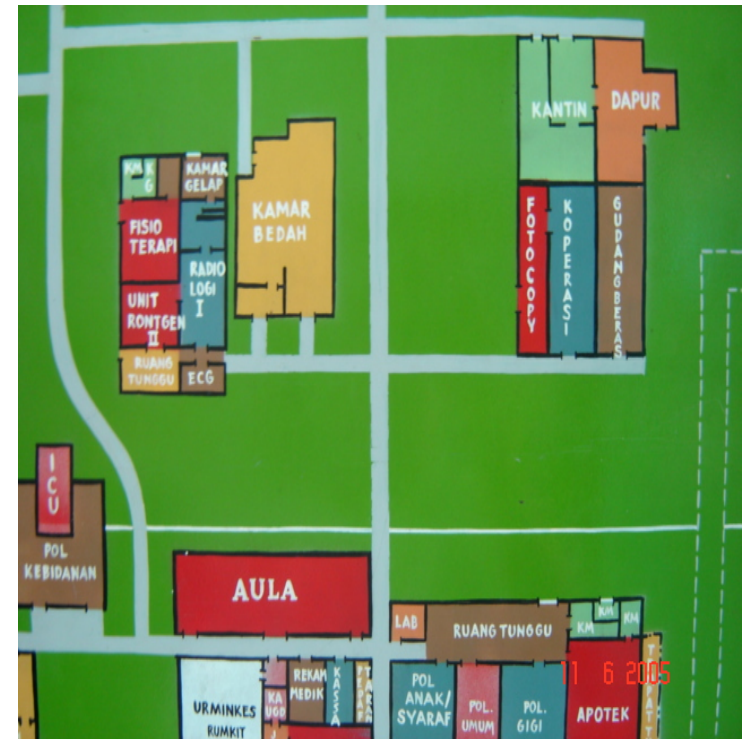 KANTIN
DAPUR
KM K
G
KAMAR
GELAP
FISIO
TERAPI
RADIO
LOGI
I
UNIT
RONTGEN
II
RUANG
TUNGGU
ECG
KAMAR
BEDAH
FOTO COPY
KOPERASI
GUDANG BERAS
ICU
POL
KEBIDANAN
AULA
LAB
RUANG TUNGGU
KM
KM
KM
URMINKES
RUMKIT
KA
UGD
REKAM
MEDIK
KASSA
POL
ANAK/
SYARAF
POL.
UMUM
POL.
GIGI
APOTEK
11 6 2005